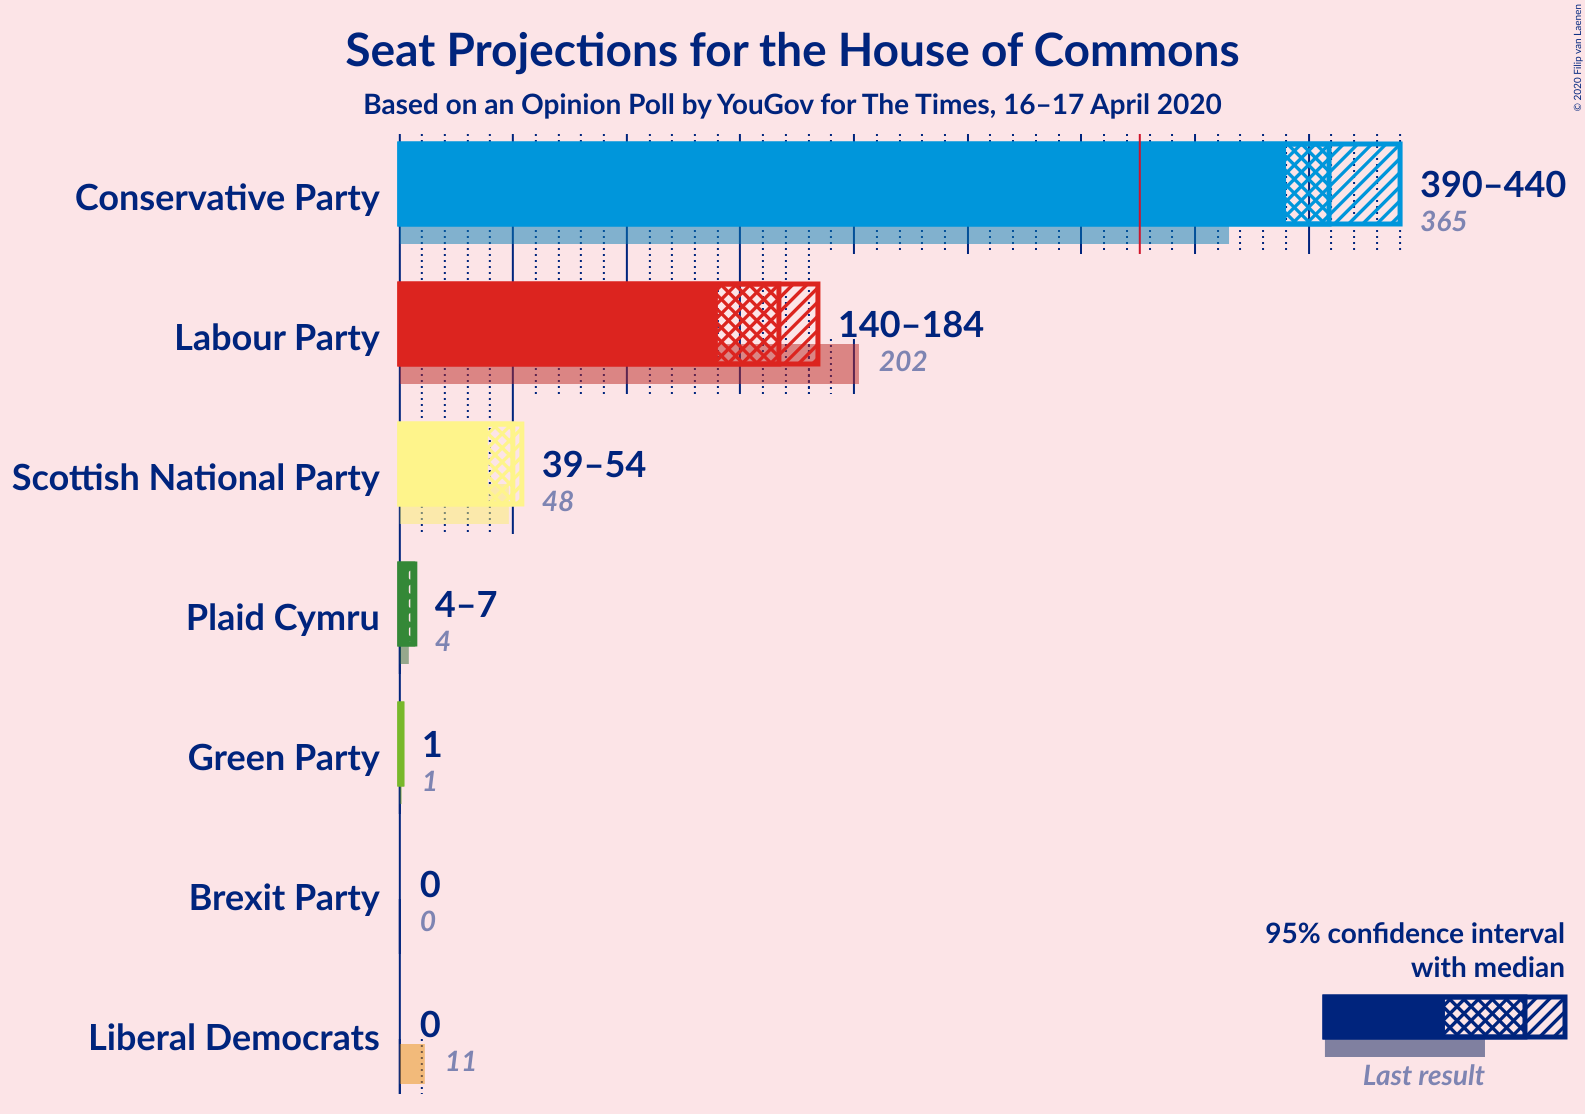 Seat Projections for the House of Commons
Based on an Opinion Poll by YouGov for The Times, 16–17 April 2020
© 2020 Filip van Laenen
Conservative Party
390–440
365
Labour Party
140–184
202
Scottish National Party
39–54
48
Plaid Cymru
4–7
4
Green Party
1
1
Brexit Party
0
0
Liberal Democrats
0
11
95% confidence interval
with median
Last result